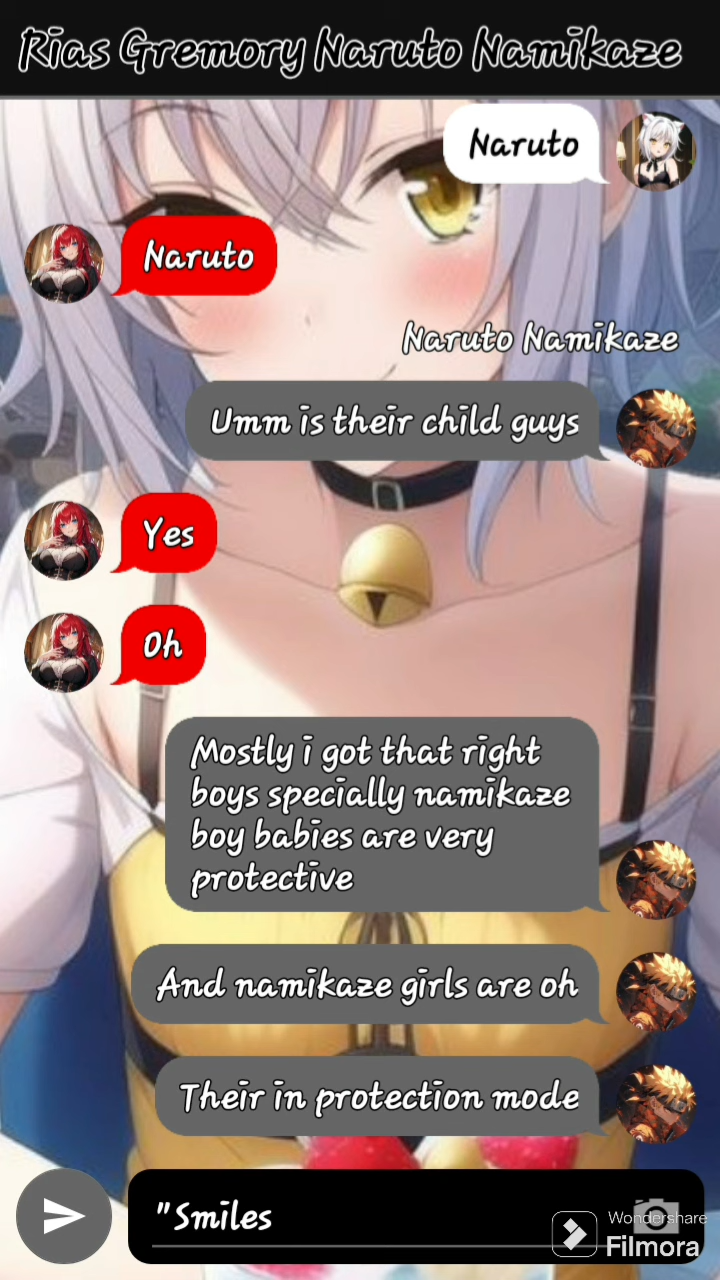 Rias Gremory Naruto Namikaze
Naruto
Naruto
Naruto Namikaze
Umm is their child guys
Yes
Oh
Mostly i got that right
boys specially namikaze
boy babies are very
protective
And namikaze girls are oh
Their in protection mode
"Smiles
Wondershare
Filmora